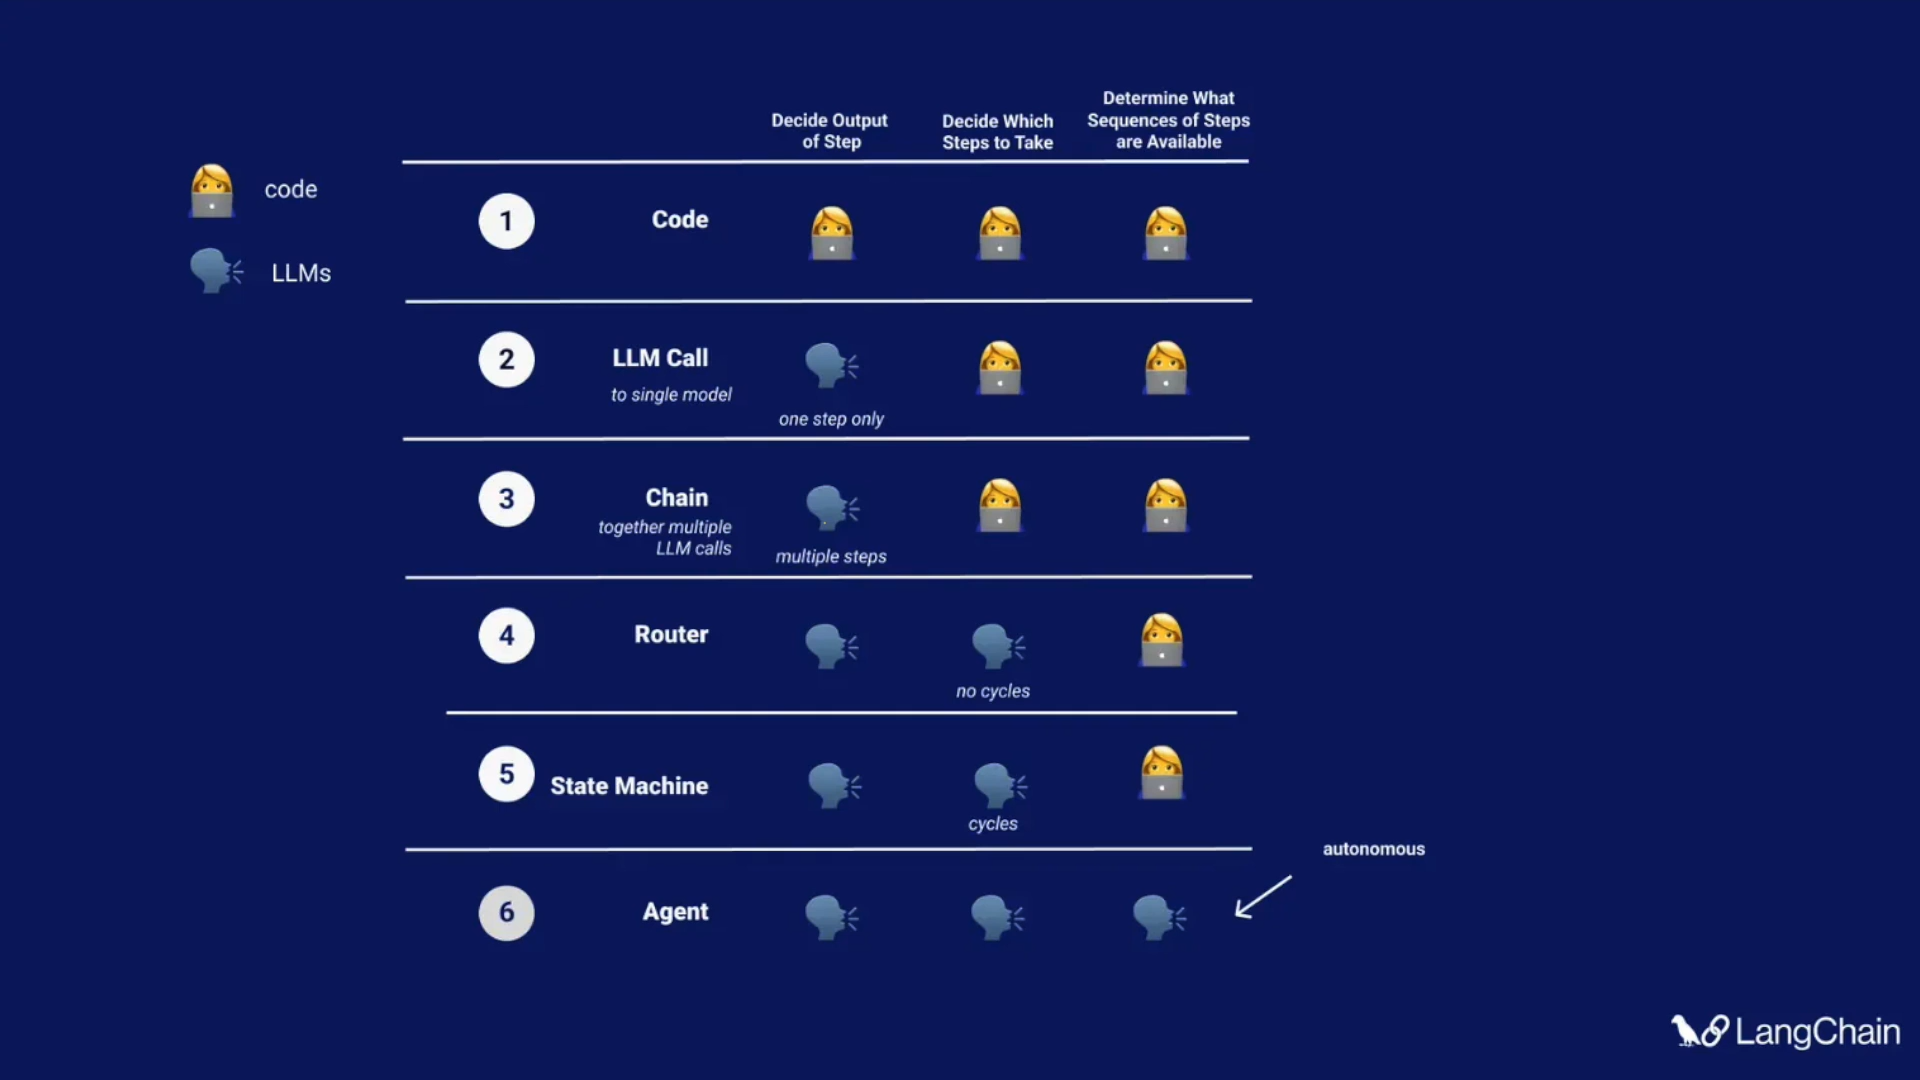 Decide Output
of Step
Decide Which
Steps to Take
Determine What
Sequences of Steps
are Available
code
LLMs
1
Code
2
LLM Call
to single model
one step only
3
Chain
together multiple
LLM calls
multiple steps
4
Router
no cycles
5
State Machine
cycles
autonomous
6
Agent
LangChain